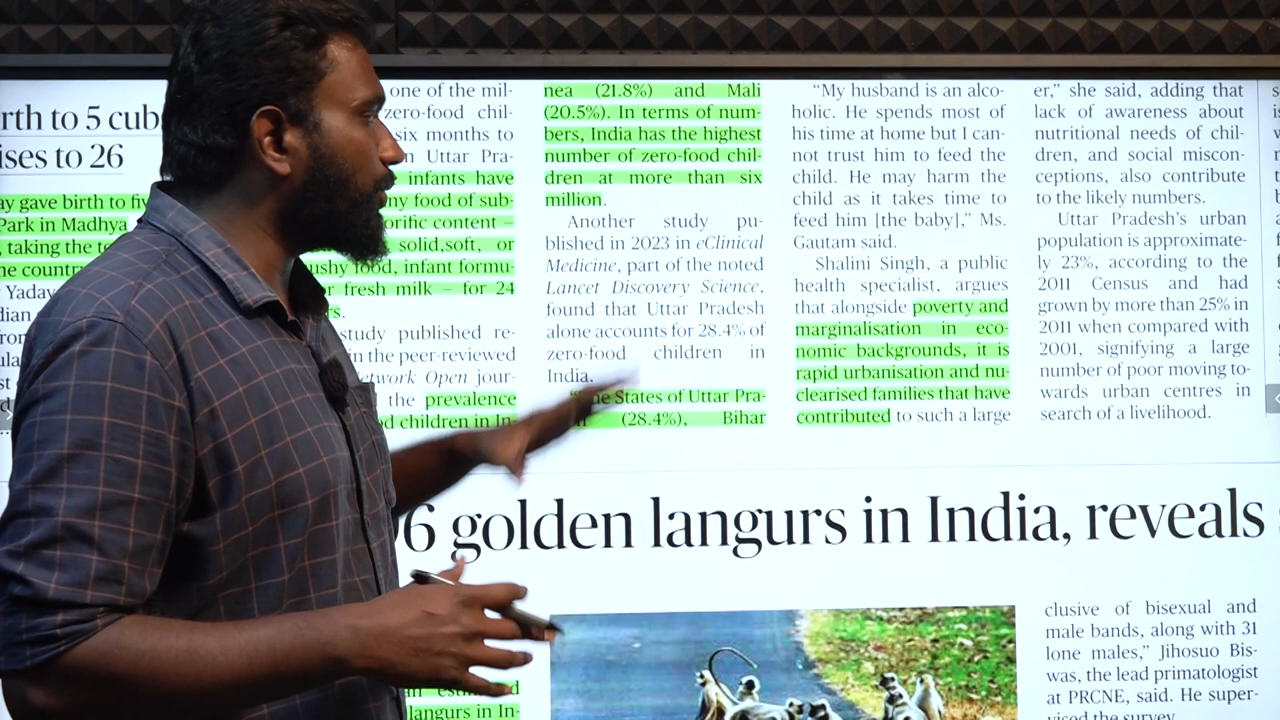 rth to 5 cub
ises to 26
ay gave birth to fiv
Park in Madhya
, taking the
countr
Yadav
dian
one of the mil-
zero-food chil-
six months to
n Uttar Pra-
infants have
ny food of sub-
orific content –
solid,soft, or
ushy food, infant formu-
r fresh milk – for 24
rs.
study published re-
in the peer-reviewed
etwork Open jour-
the prevalence
od children in In-
nea (21.8%) and Mali
(20.5%). In terms of num-
bers, India has the highest
number of zero-food chil-
dren at more than six
million.
Another study pu-
blished in 2023 in eClinical
Medicine, part of the noted
Lancet Discovery Science,
found that Uttar Pradesh
alone accounts for 28.4% of
zero-food children in
India.
States of Uttar Pra-
(28.4%), Bihar
“My husband is an alco-
holic. He spends most of
his time at home but I can-
not trust him to feed the
child. He may harm the
child as it takes time to
feed him [the baby],” Ms.
Gautam said.
Shalini Singh, a public
health specialist, argues
that alongside poverty and
marginalisation in eco-
nomic backgrounds, it is
rapid urbanisation and nu-
clearised families that have
contributed to such a large
er,” she said, adding that
lack of awareness about
nutritional needs of chil-
dren, and social miscon-
ceptions, also contribute
to the likely numbers.
Uttar Pradesh’s urban
population is approximate-
ly 23%, according to the
2011 Census and had
grown by more than 25% in
2011 when compared with
2001, signifying a large
number of poor moving to-
wards urban centres in
search of a livelihood.
6 golden langurs in India, reveals
langurs in In-
clusive of bisexual and
male bands, along with 31
lone males,” Jihosuo Bis-
was, the lead primatologist
at PRCNE, said. He super-
vised the survey